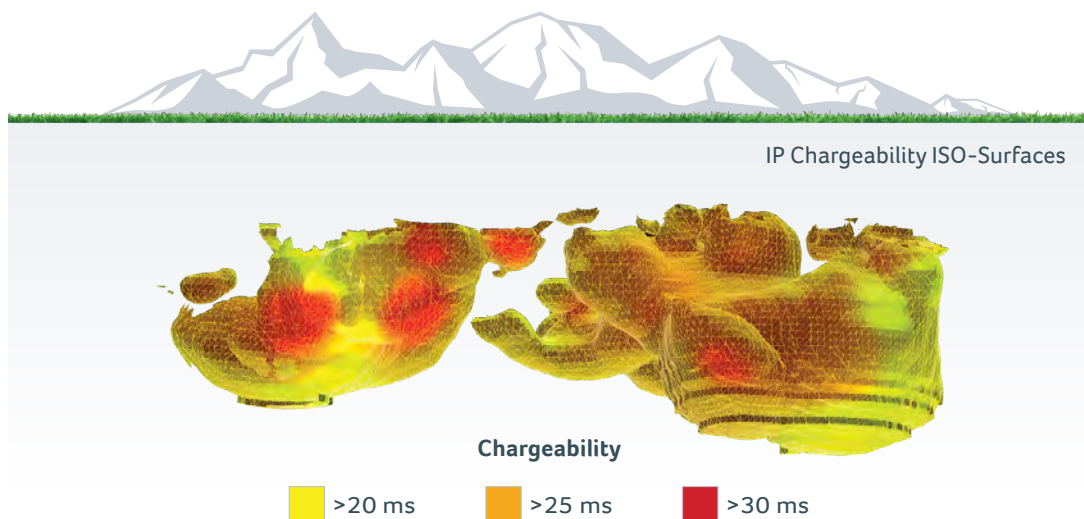 IP Chargeability ISO-Surfaces
Chargeability
>20 ms
>25 ms
>30 ms